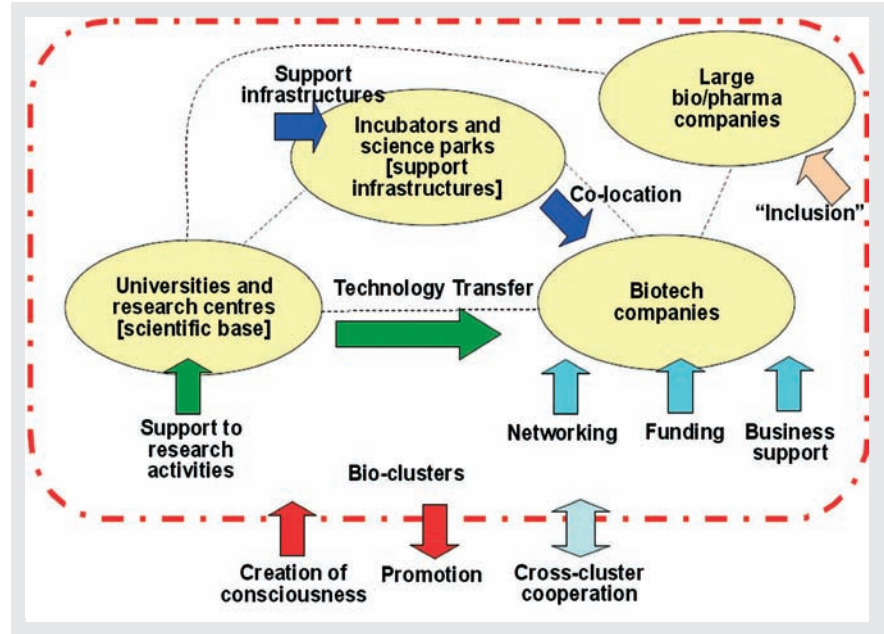 Support
infrastructures
Large
bio/pharma
companies
Incubators and
science parks
[support
infrastructures]
Co-location
“Inclusion”
Universities and
research centres
[scientific base]
Technology Transfer
Biotech
companies
Support to
research
activities
Networking
Funding
Business
support
Bio-clusters
Creation of
consciousness
Promotion
Cross-cluster
cooperation